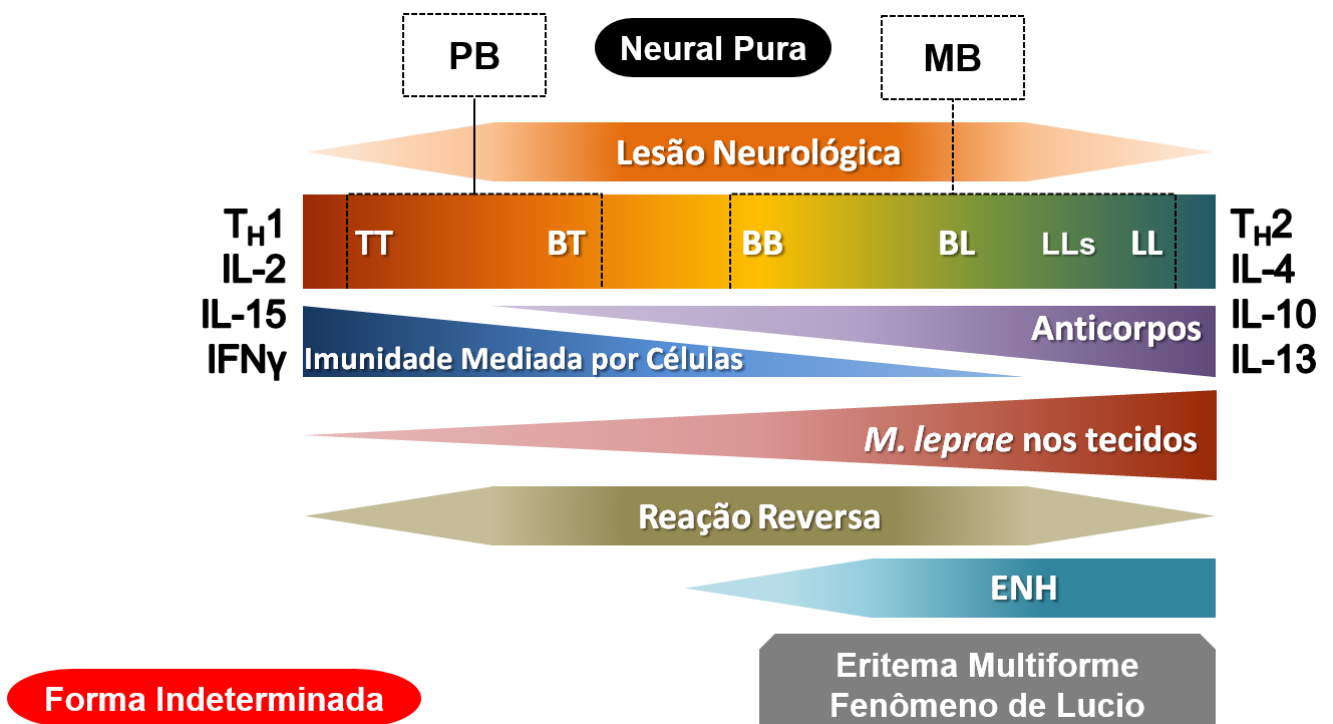 PB
Neural Pura
MB
Lesão Neurológica
T_H1
IL-2
IL-15
IFNγ
TT
BT
BB
BL
LLs
LL
T_H2
IL-4
IL-10
IL-13
Anticorpos
Imunidade Mediada por Células
M. leprae nos tecidos
Reação Reversa
ENH
Eritema Multiforme
Fenômeno de Lucio
Forma Indeterminada